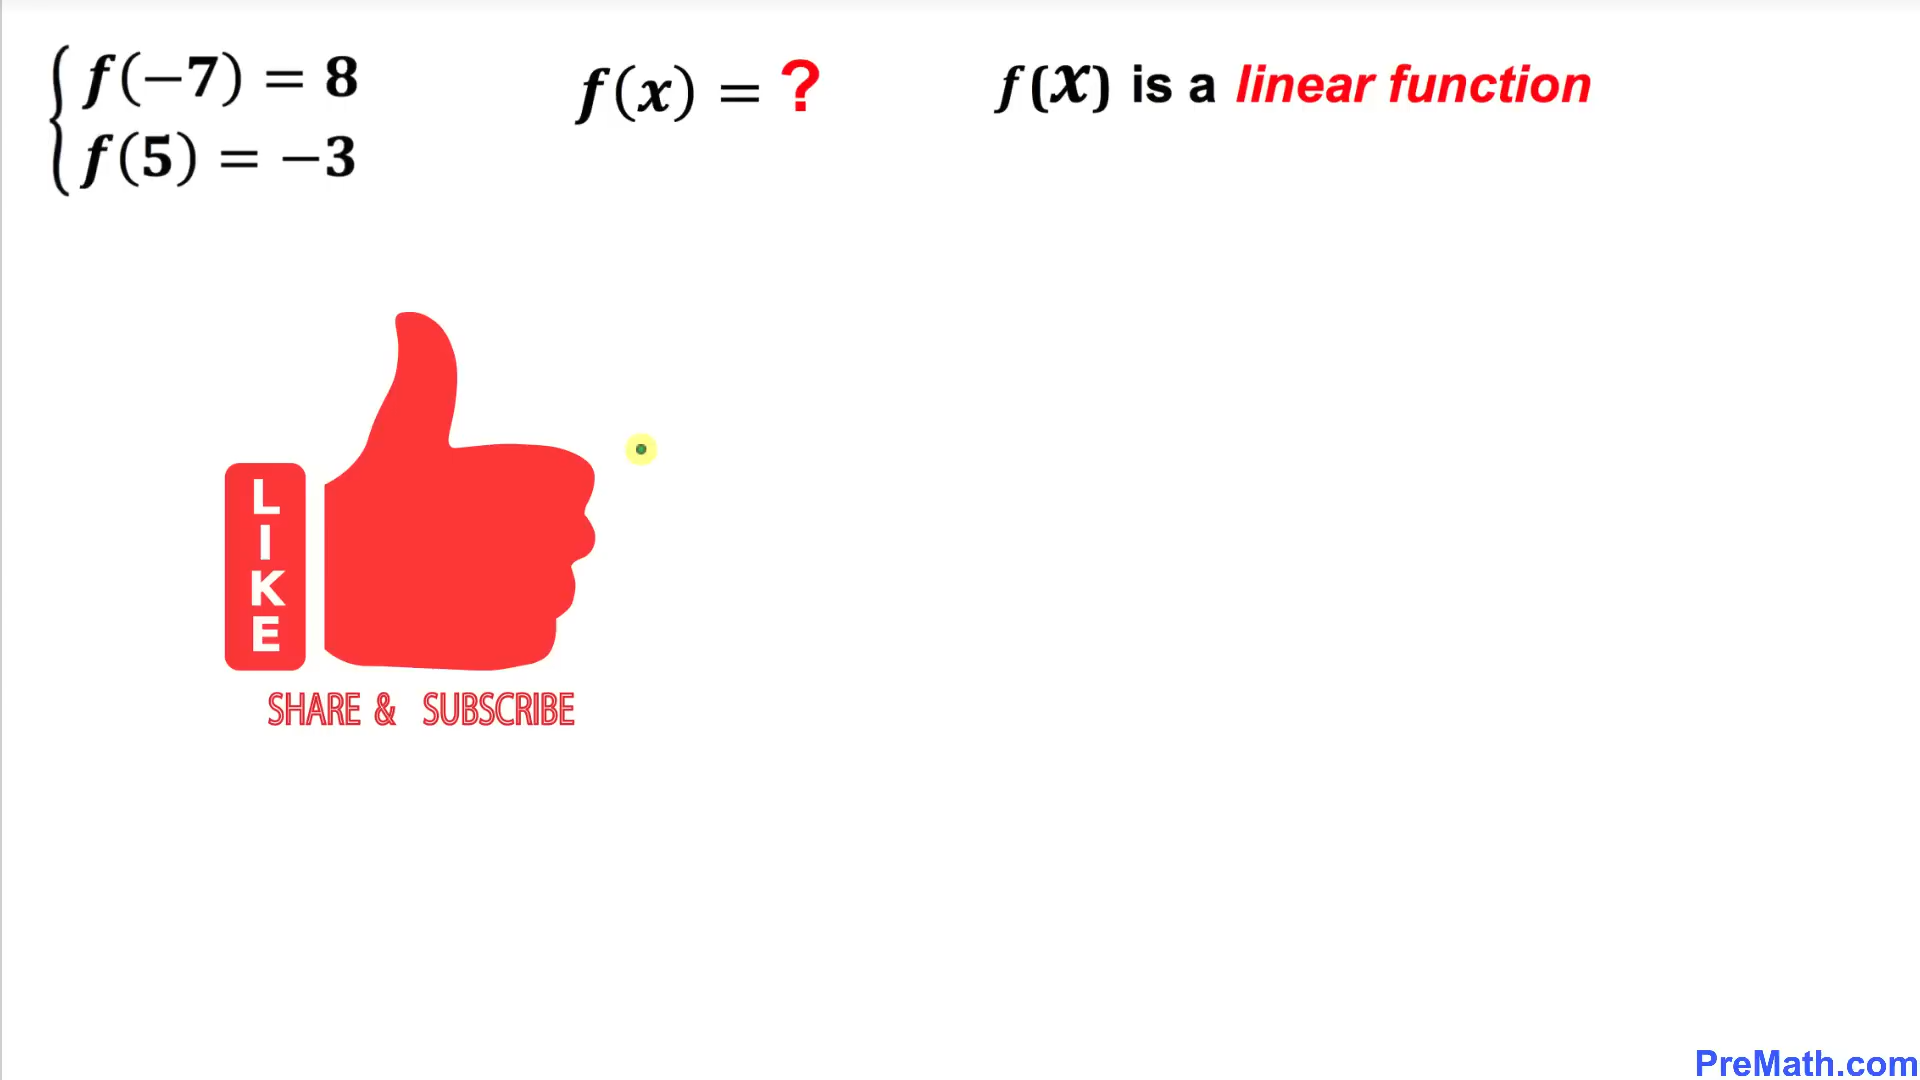 f(−7) = 8
f(5) = −3
f(x) = ?
f(x) is a linear function
LIKE
SHARE & SUBSCRIBE
PreMath.com